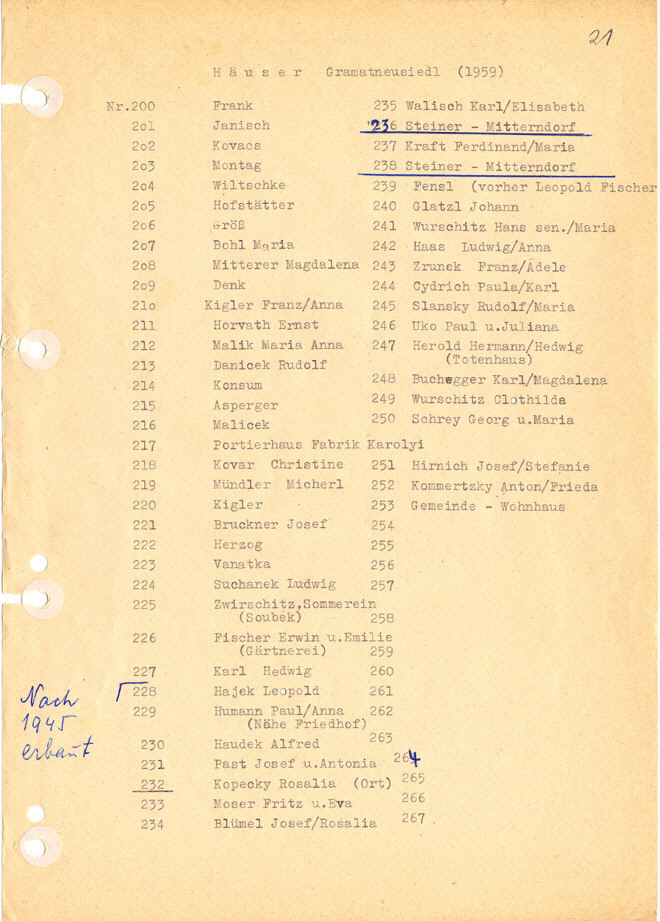 21
Häuser Gramatneusiedl (1959)
Nr.200 Frank
2o1 Janisch
2o2 Kovacs
2o3 Montag
2o4 Wiltschke
2o5 Hofstätter
2o6 Größ
2o7 Bohl Maria
2o8 Mitterer Magdalena
2o9 Denk
21o Kigler Franz/Anna
211 Horvath Ernst
212 Malik Maria Anna
213 Danicek Rudolf
214 Konsum
215 Asperger
216 Malicek
217 Portierhaus Fabrik Karolyi
218 Kovar Christine
219 Mündler Micherl
220 Kigler
221 Bruckner Josef
222 Herzog
223 Vanatka
224 Suchanek Ludwig
225 Zwirschitz,Sommerein
(Soubek)
226 Fischer Erwin u.Emilie
(Gärtnerei)
227 Karl Hedwig
228 Hajek Leopold
229 Humann Paul/Anna
(Nähe Friedhof)
230 Haudek Alfred
231 Past Josef u.Antonia
232 Kopecky Rosalia (Ort)
233 Moser Fritz u.Eva
234 Blümel Josef/Rosalia
235 Walisch Karl/Elisabeth
236 Steiner - Mitterndorf
237 Kraft Ferdinand/Maria
238 Steiner - Mitterndorf
239 Fensl (vorher Leopold Fischer
240 Glatzl Johann
241 Wurschitz Hans sen./Maria
242 Haas Ludwig/Anna
243 Zrunek Franz/Adele
244 Cydrich Paula/Karl
245 Slansky Rudolf/Maria
246 Uko Paul u.Juliana
247 Herold Hermann/Hedwig
(Totenhaus)
248 Buchegger Karl/Magdalena
249 Wurschitz Clothilda
250 Schrey Georg u.Maria
251 Hirnich Josef/Stefanie
252 Kommertzky Anton/Frieda
253 Gemeinde - Wohnhaus
254
255
256
257
258
259
260
261
262
263
264
265
266
267
Nach
1945
erbaut